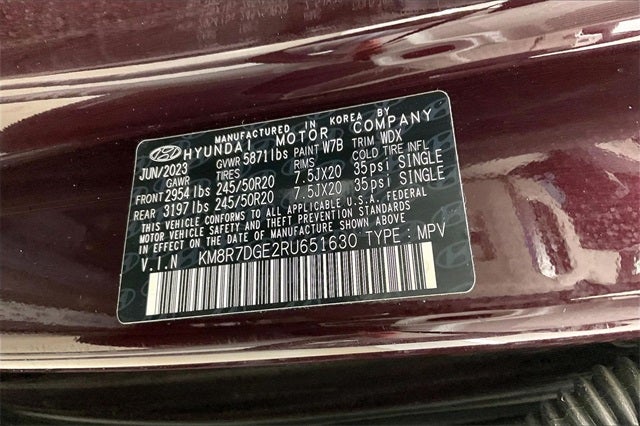 MANUFACTURED IN KOREA BY
HYUNDAI MOTOR COMPANY
JUN/2023 GVWR 5871lbs PAINT W7B TRIM WDX
GAWR TIRES RIMS COLD TIRE INFL
FRONT 2954 lbs 245/50R20 7.5JX20 35psi SINGLE
REAR 3197 lbs 245/50R20 7.5JX20 35psi SINGLE
THIS VEHICLE CONFORMS TO ALL APPLICABLE U.S.A. FEDERAL
MOTOR VEHICLE SAFETY AND THEFT PREVENTION STANDARDS
IN EFFECT ON THE DATE OF MANUFACTURE SHOWN ABOVE.
V.I.N KM8R7DGE2RU651630 TYPE : MPV